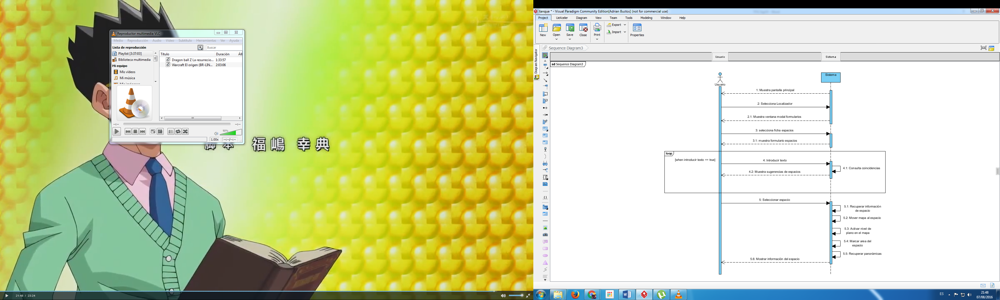 Reproductor multimedia VLC
Medio Reproducción Audio Vídeo Subtítulo Herramientas Ver Ayuda
Lista de reproducción
Buscar
Playlist [3:37:03]
Biblioteca multimedia
Mi equipo
Mis vídeos
Mi música
Título Duración
Dragon ball Z La resurrecio... 1:33:57
Warcraft El origen (BR-LIN... 2:03:06
--:-- --:--
90%
1.00x --:--/--:--
脚本 福嶋 幸典
21:48 / 23:24
tanque * - Visual Paradigm Community Edition[Adrian Bustos] (not for commercial use)
Project UeXceler Diagram View Team Tools Modeling Window Help
New Open Save Close Print Export Import Properties
Diagram Navigator
Sequence Diagram3
Usuario Sistema
sd Sequence Diagram3
Sistema
Usuario
1: Muestra pantalla principal
2: Selecciona Localizador
2.1: Muestra ventana modal formularios
3: selecciona ficha espacios
3.1: muestra formulario espacios
loop
[when introducir texto == true]
4: Introducir texto
4.1: Consulta coincidencias
4.2: Muestra sugerencias de espacios
5: Seleccionar espacio
5.1: Recuperar información
de espacio
5.2: Mover mapa al espacio
5.3: Activar nivel de
plano en el mapa
5.4: Marcar area del
espacio
5.5: Recuperar panorámicas
5.6: Mostrar información del espacio
ES
21:48
07/08/2016